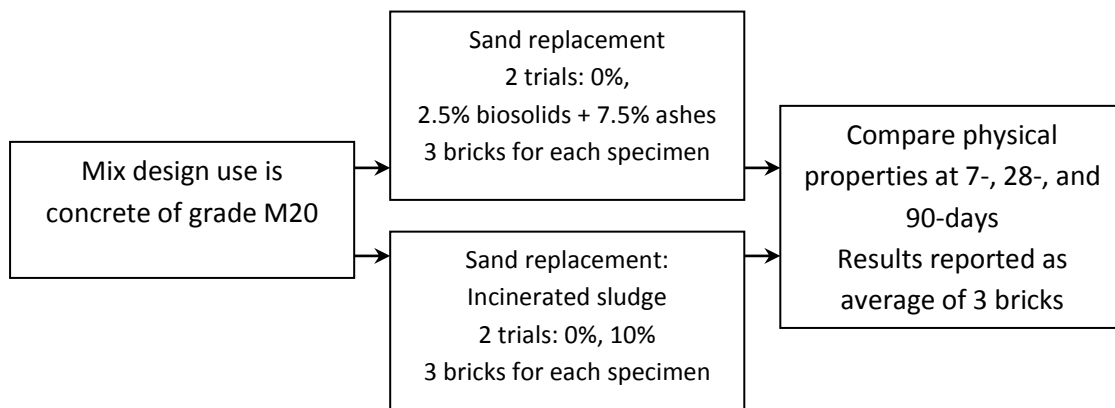 Mix design use is
concrete of grade M20
Sand replacement
2 trials: 0%,
2.5% biosolids + 7.5% ashes
3 bricks for each specimen
Sand replacement:
Incinerated sludge
2 trials: 0%, 10%
3 bricks for each specimen
Compare physical
properties at 7-, 28-, and
90-days
Results reported as
average of 3 bricks